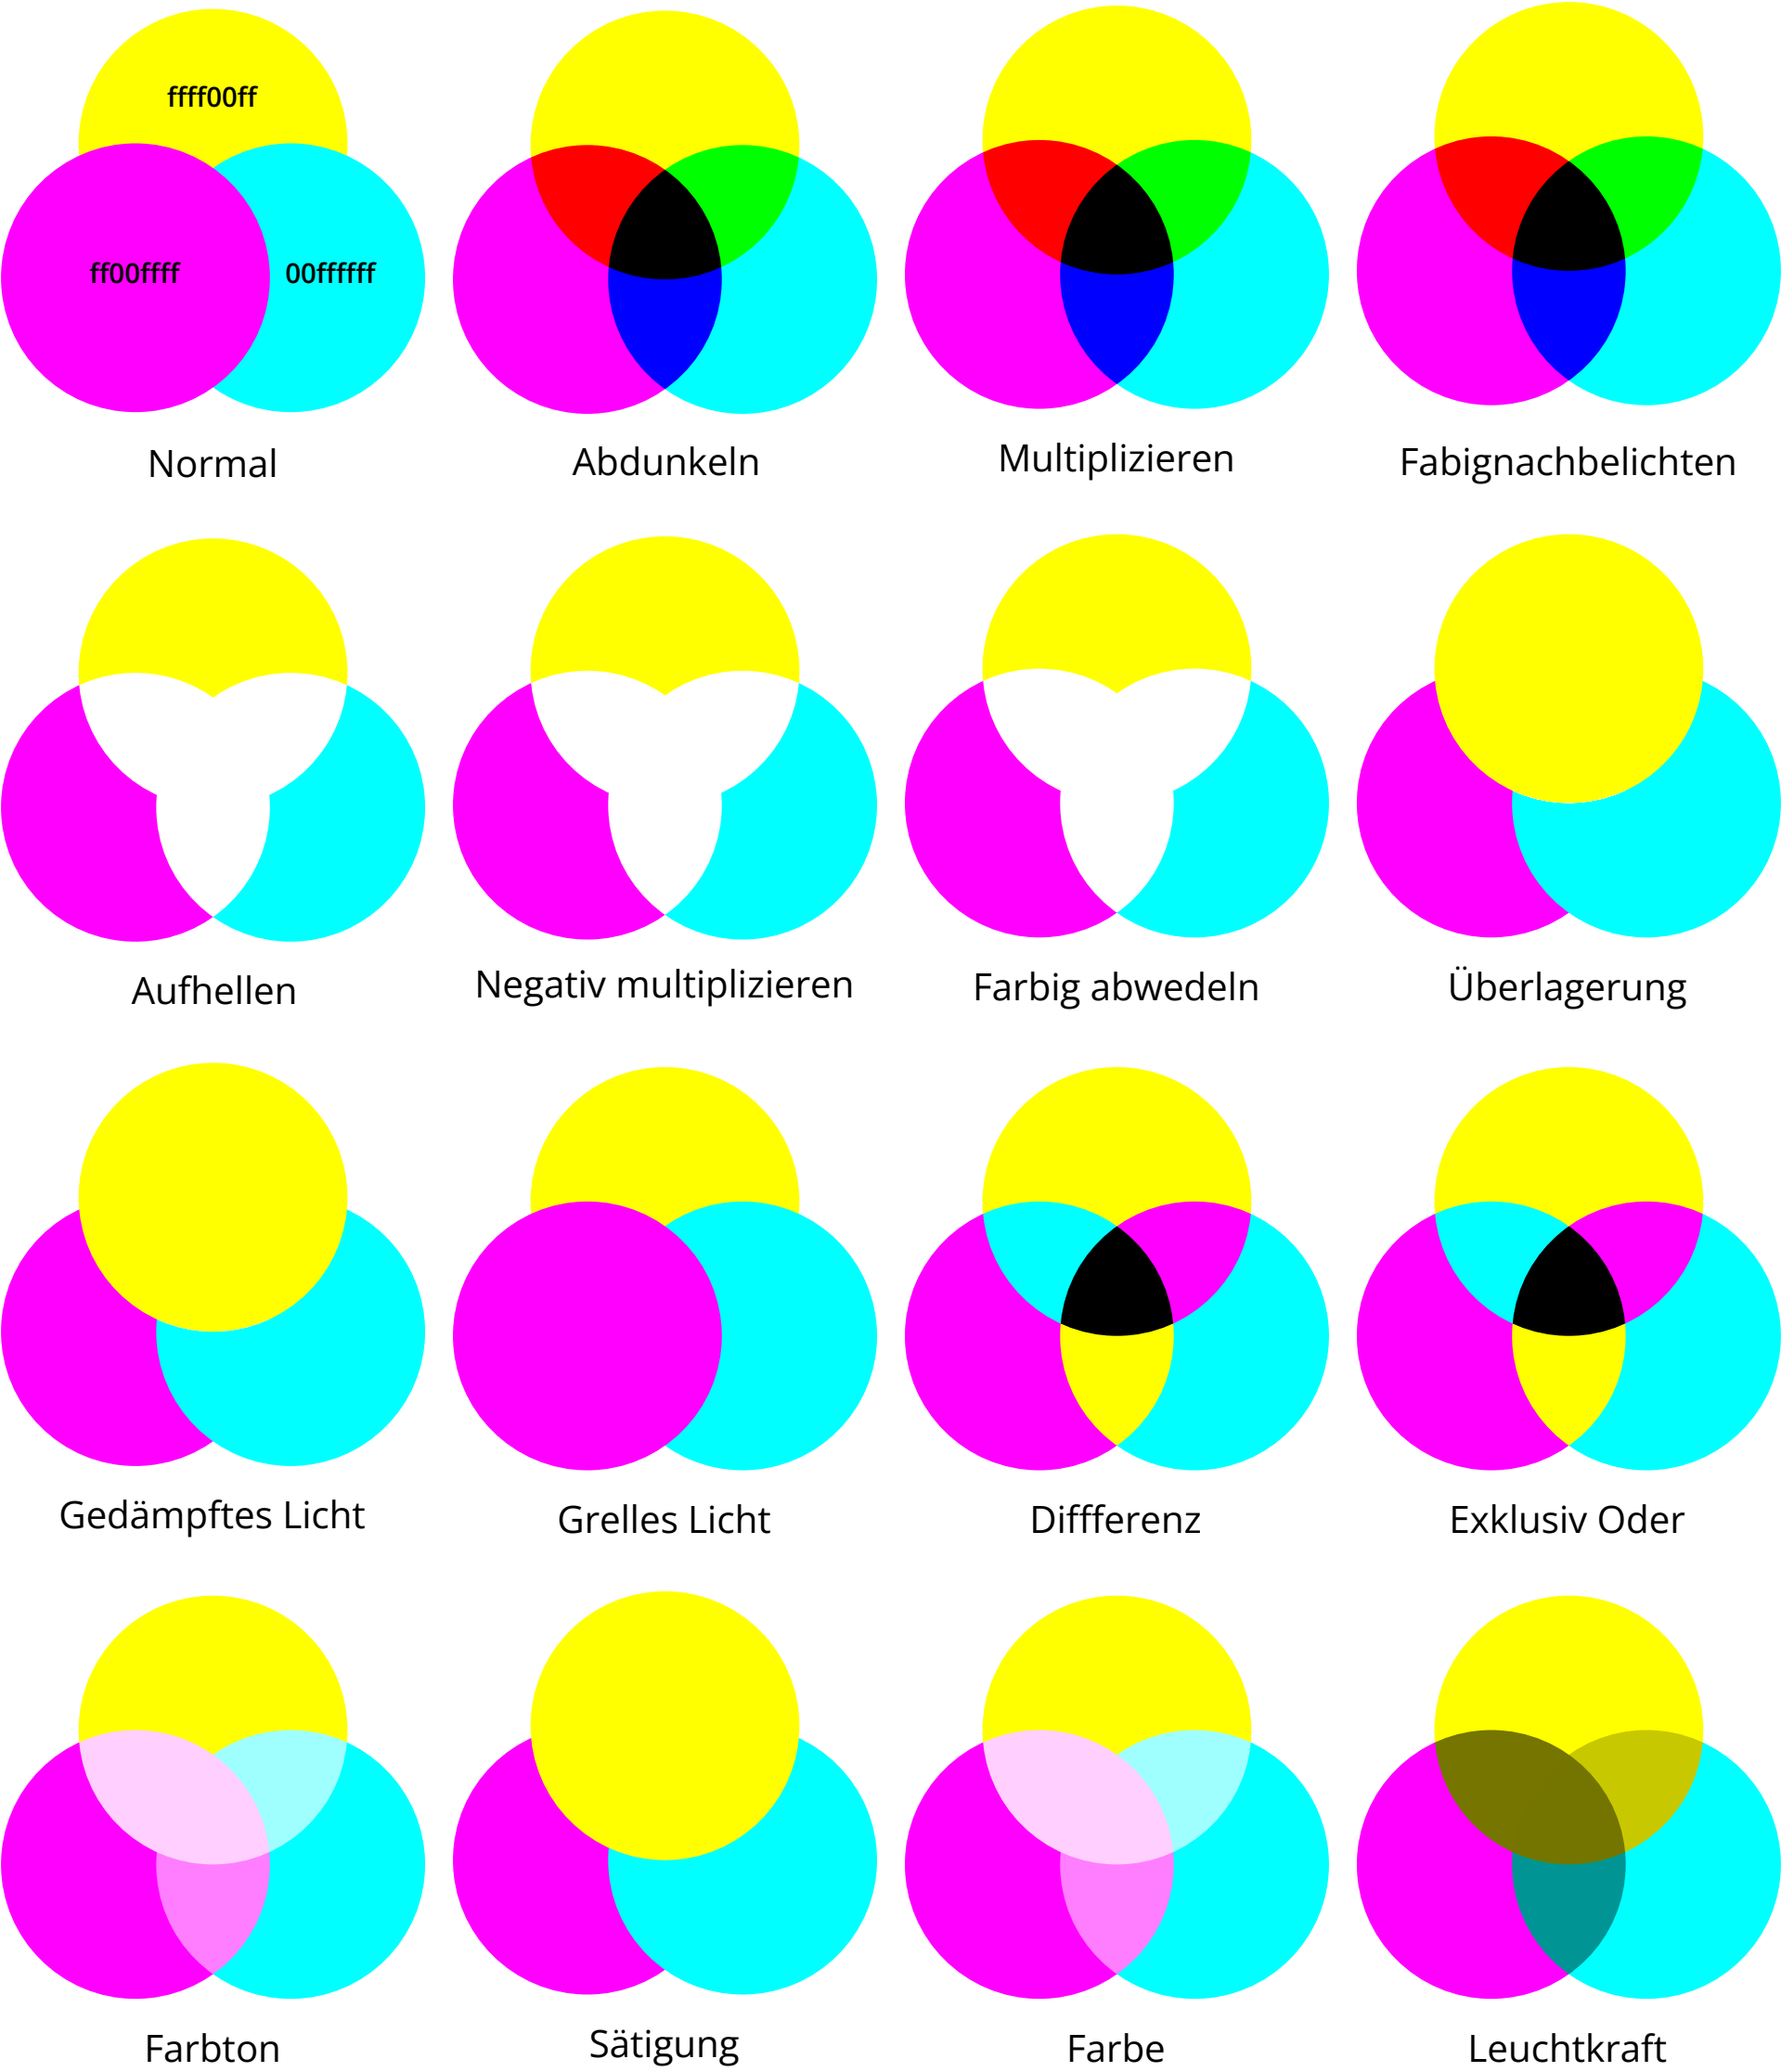 ffff00ff
ff00ffff
00ffffff
Normal
Abdunkeln
Multiplizieren
Fabignachbelichten
Aufhellen
Negativ multiplizieren
Farbig abwedeln
Überlagerung
Gedämpftes Licht
Grelles Licht
Diffferenz
Exklusiv Oder
Farbton
Sätigung
Farbe
Leuchtkraft